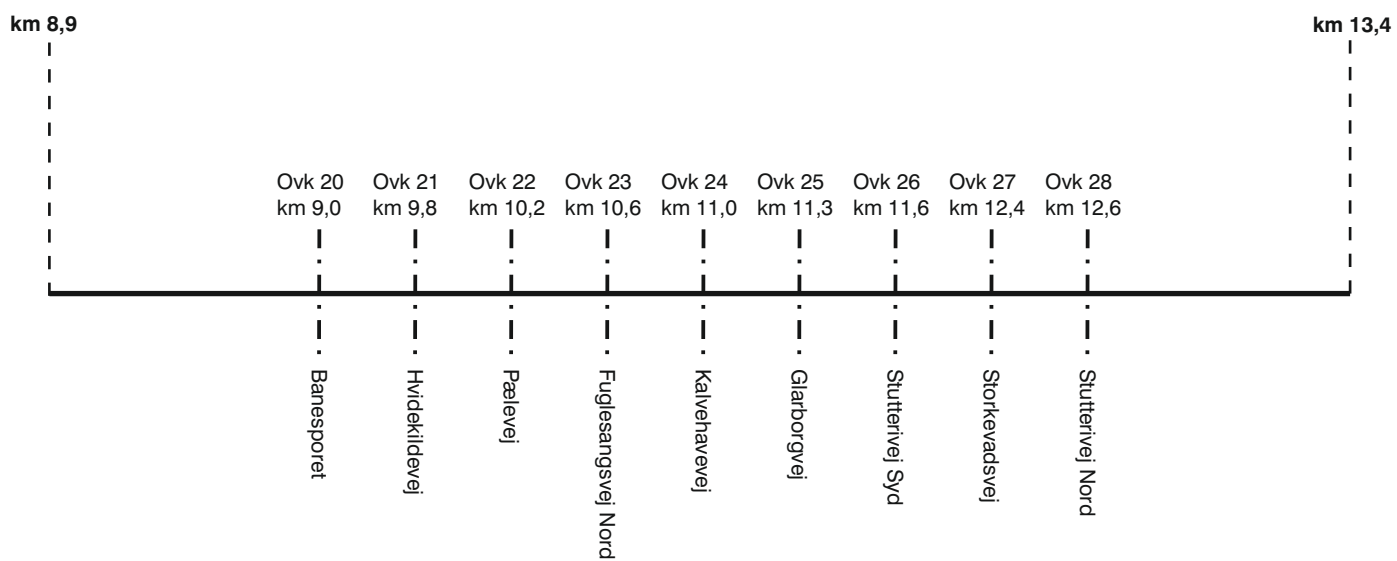 km 8,9
km 13,4
Ovk 20
km 9,0
Ovk 21
km 9,8
Ovk 22
km 10,2
Ovk 23
km 10,6
Ovk 24
km 11,0
Ovk 25
km 11,3
Ovk 26
km 11,6
Ovk 27
km 12,4
Ovk 28
km 12,6
Banesporet
Hvidekildevej
Pælevej
Fuglesangsvej Nord
Kalvehavevej
Glarborgvej
Stutterivej Syd
Storkevadsvej
Stutterivej Nord